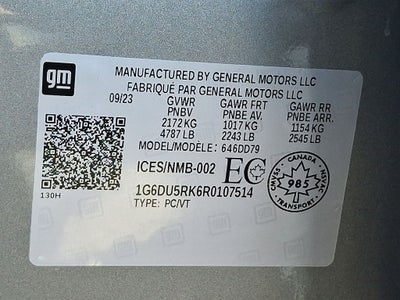 gm
MANUFACTURED BY GENERAL MOTORS LLC
FABRIQUÉ PAR GENERAL MOTORS LLC
09/23 GVWR GAWR FRT GAWR RR
PNBV PNBE AV. PNBE ARR.
2172 KG 1017 KG 1154 KG
4787 LB 2243 LB 2545 LB
MODEL/MODÈLE: 646DD79
ICES/NMB-002 EC
1G6DU5RK6R0107514
TYPE: PC/VT
130H
CANADA
985
TRANSPORT